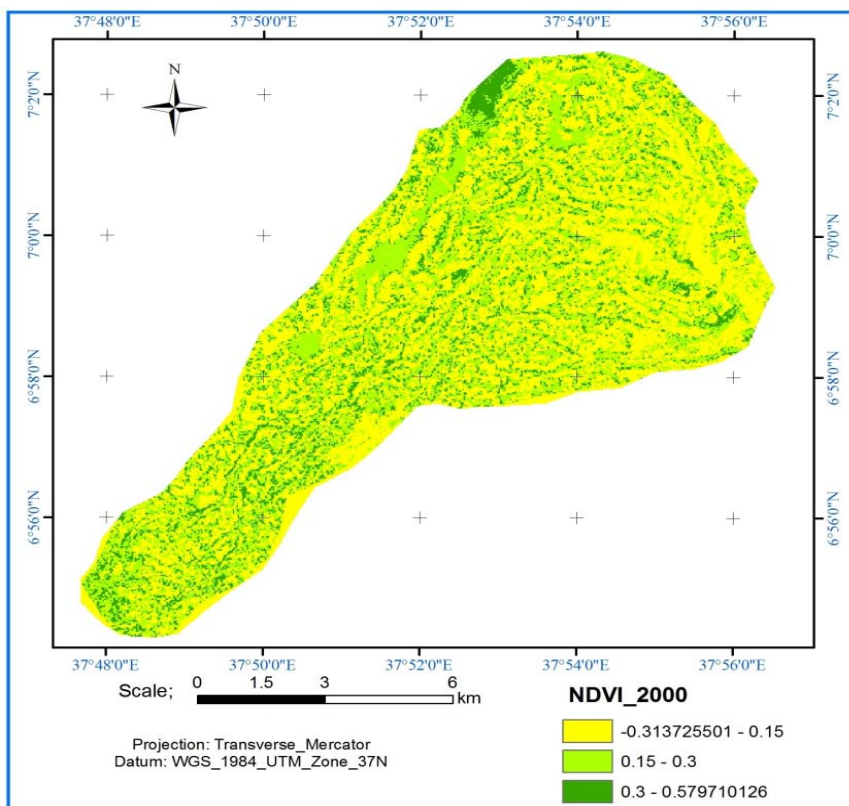 37°48'0"E 37°50'0"E 37°52'0"E 37°54'0"E 37°56'0"E
N
7°2'0"N 7°2'0"N
7°0'0"N 7°0'0"N
6°58'0"N 6°58'0"N
6°56'0"N 6°56'0"N
37°48'0"E 37°50'0"E 37°52'0"E 37°54'0"E 37°56'0"E
Scale; 0 1.5 3 6
km
Projection: Transverse_Mercator
Datum: WGS_1984_UTM_Zone_37N
NDVI_2000
-0.313725501 - 0.15
0.15 - 0.3
0.3 - 0.579710126